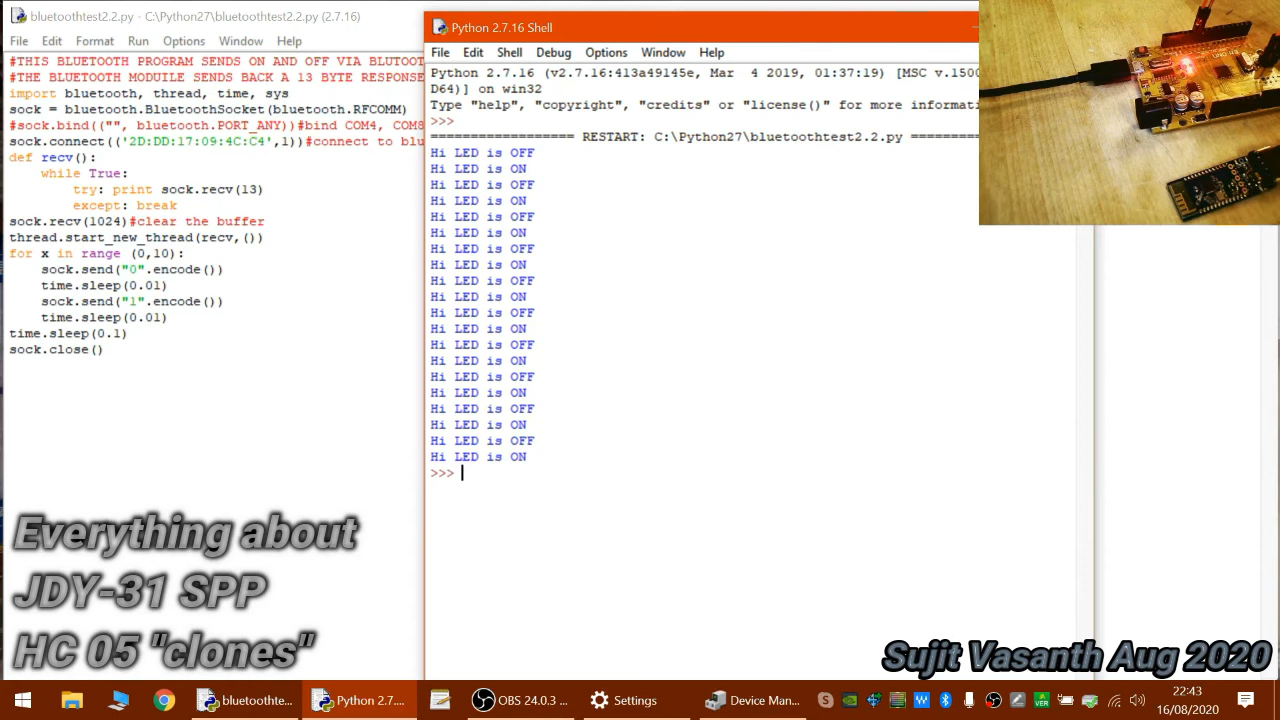 bluetoothtest2.2.py - C:\Python27\bluetoothtest2.2.py (2.7.16)
File Edit Format Run Options Window Help
#THIS BLUETOOTH PROGRAM SENDS ON AND OFF VIA BLUTOOT
#THE BLUETOOTH MODUILE SENDS BACK A 13 BYTE RESPONSE
import bluetooth, thread, time, sys
sock = bluetooth.BluetoothSocket(bluetooth.RFCOMM)
#sock.bind(("", bluetooth.PORT_ANY))#bind COM4, COM8
sock.connect(('2D:DD:17:09:4C:C4',1))#connect to blu
def recv():
while True:
try: print sock.recv(13)
except: break
sock.recv(1024)#clear the buffer
thread.start_new_thread(recv,())
for x in range (0,10):
sock.send("0".encode())
time.sleep(0.01)
sock.send("1".encode())
time.sleep(0.01)
time.sleep(0.1)
sock.close()
Python 2.7.16 Shell
File Edit Shell Debug Options Window Help
Python 2.7.16 (v2.7.16:413a49145e, Mar 4 2019, 01:37:19) [MSC v.1500
D64)] on win32
Type "help", "copyright", "credits" or "license()" for more informati
>>>
================== RESTART: C:\Python27\bluetoothtest2.2.py =========
Hi LED is OFF
Hi LED is ON
Hi LED is OFF
Hi LED is ON
Hi LED is OFF
Hi LED is ON
Hi LED is OFF
Hi LED is ON
Hi LED is OFF
Hi LED is ON
Hi LED is OFF
Hi LED is ON
Hi LED is OFF
Hi LED is ON
Hi LED is OFF
Hi LED is ON
Hi LED is OFF
Hi LED is ON
Hi LED is OFF
Hi LED is ON
>>>
Everything about
JDY-31 SPP
HC 05 "clones"
Sujit Vasanth Aug 2020
bluetoothte... Python 2.7.... OBS 24.0.3 ... Settings Device Man... VER
22:43
16/08/2020